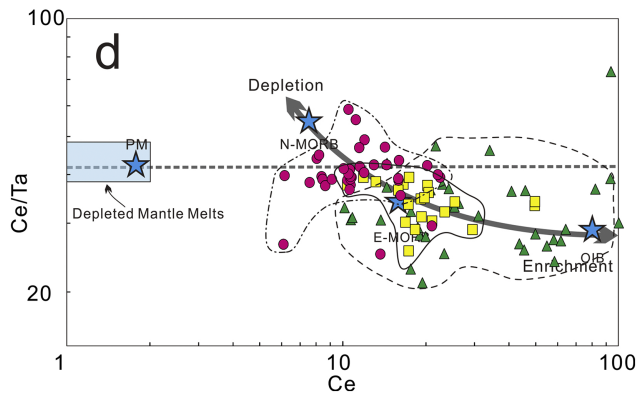 100
d
Depletion
PM
N-MORB
Ce/Ta
Depleted Mantle Melts
E-MORB
OIB
Enrichment
20
1
10
100
Ce